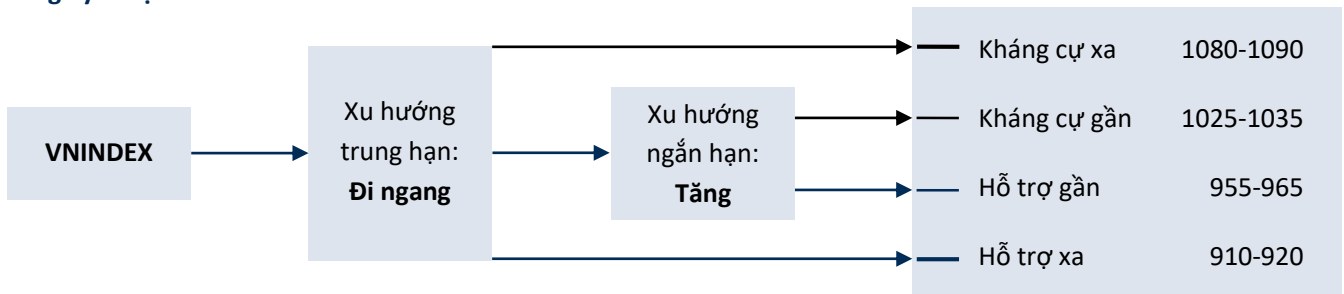 VNINDEX
Xu hướng
trung hạn:
Đi ngang
Xu hướng
ngắn hạn:
Tăng
Kháng cự xa 1080-1090
Kháng cự gần 1025-1035
Hỗ trợ gần 955-965
Hỗ trợ xa 910-920